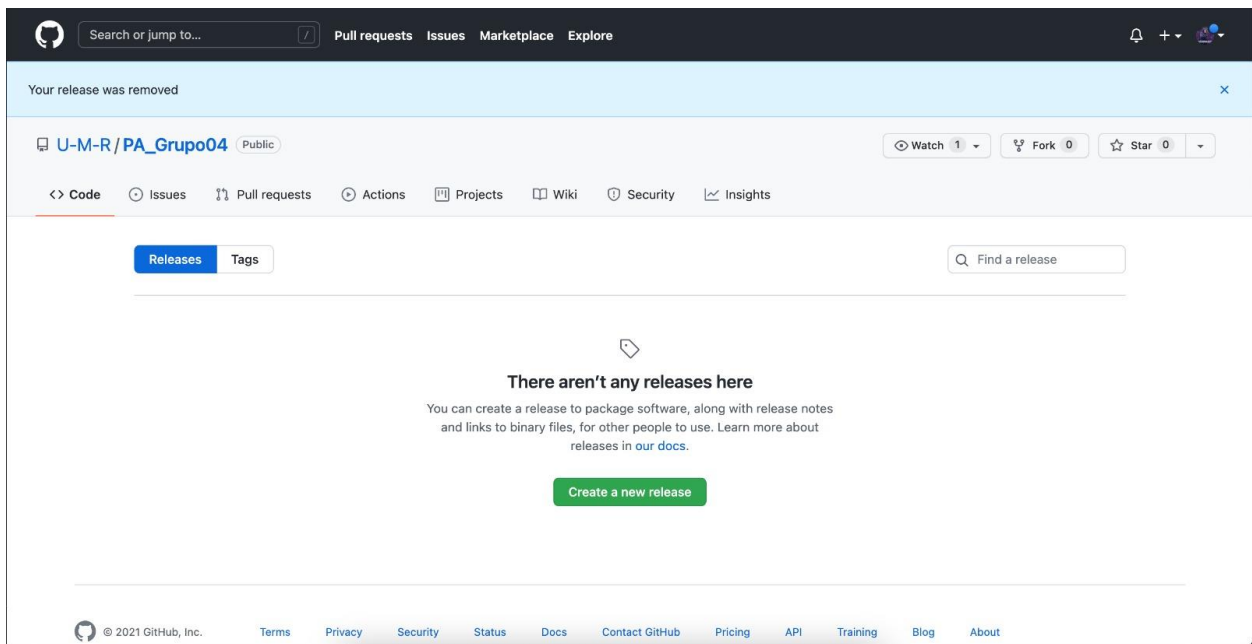 Search or jump to... / Pull requests Issues Marketplace Explore
Your release was removed
U-M-R / PA_Grupo04 Public Watch 1 Fork 0 Star 0
<> Code Issues Pull requests Actions Projects Wiki Security Insights
Releases Tags Find a release
There aren't any releases here
You can create a release to package software, along with release notes
and links to binary files, for other people to use. Learn more about
releases in our docs.
Create a new release
© 2021 GitHub, Inc. Terms Privacy Security Status Docs Contact GitHub Pricing API Training Blog About